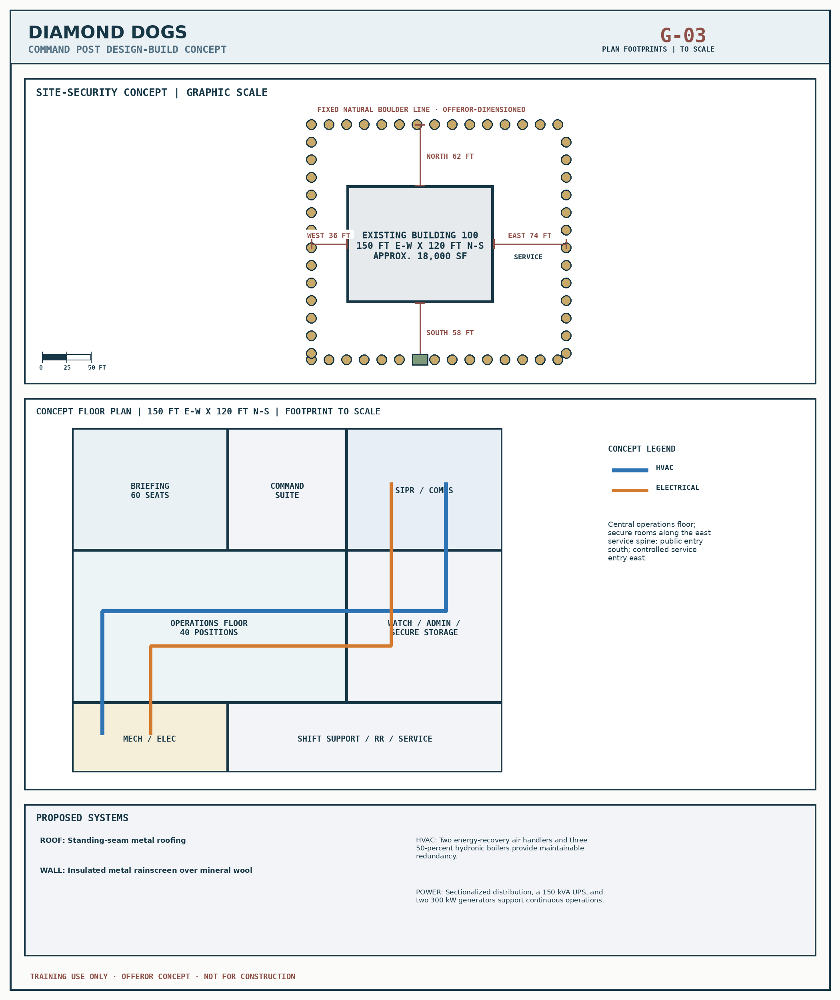 DIAMOND DOGS
COMMAND POST DESIGN-BUILD CONCEPT
G-03
PLAN FOOTPRINTS | TO SCALE
SITE-SECURITY CONCEPT | GRAPHIC SCALE
FIXED NATURAL BOULDER LINE · OFFEROR-DIMENSIONED
NORTH 62 FT
WEST 36 FT
EXISTING BUILDING 100
150 FT E-W X 120 FT N-S
APPROX. 18,000 SF
EAST 74 FT
SERVICE
SOUTH 58 FT
0 25 50 FT
CONCEPT FLOOR PLAN | 150 FT E-W X 120 FT N-S | FOOTPRINT TO SCALE
BRIEFING
60 SEATS
COMMAND
SUITE
SIPR / COMMS
OPERATIONS FLOOR
40 POSITIONS
WATCH / ADMIN /
SECURE STORAGE
MECH / ELEC
SHIFT SUPPORT / RR / SERVICE
CONCEPT LEGEND
HVAC
ELECTRICAL
Central operations floor;
secure rooms along the east
service spine; public entry
south; controlled service
entry east.
PROPOSED SYSTEMS
ROOF: Standing-seam metal roofing
WALL: Insulated metal rainscreen over mineral wool
HVAC: Two energy-recovery air handlers and three
50-percent hydronic boilers provide maintainable
redundancy.
POWER: Sectionalized distribution, a 150 kVA UPS, and
two 300 kW generators support continuous operations.
TRAINING USE ONLY · OFFEROR CONCEPT · NOT FOR CONSTRUCTION